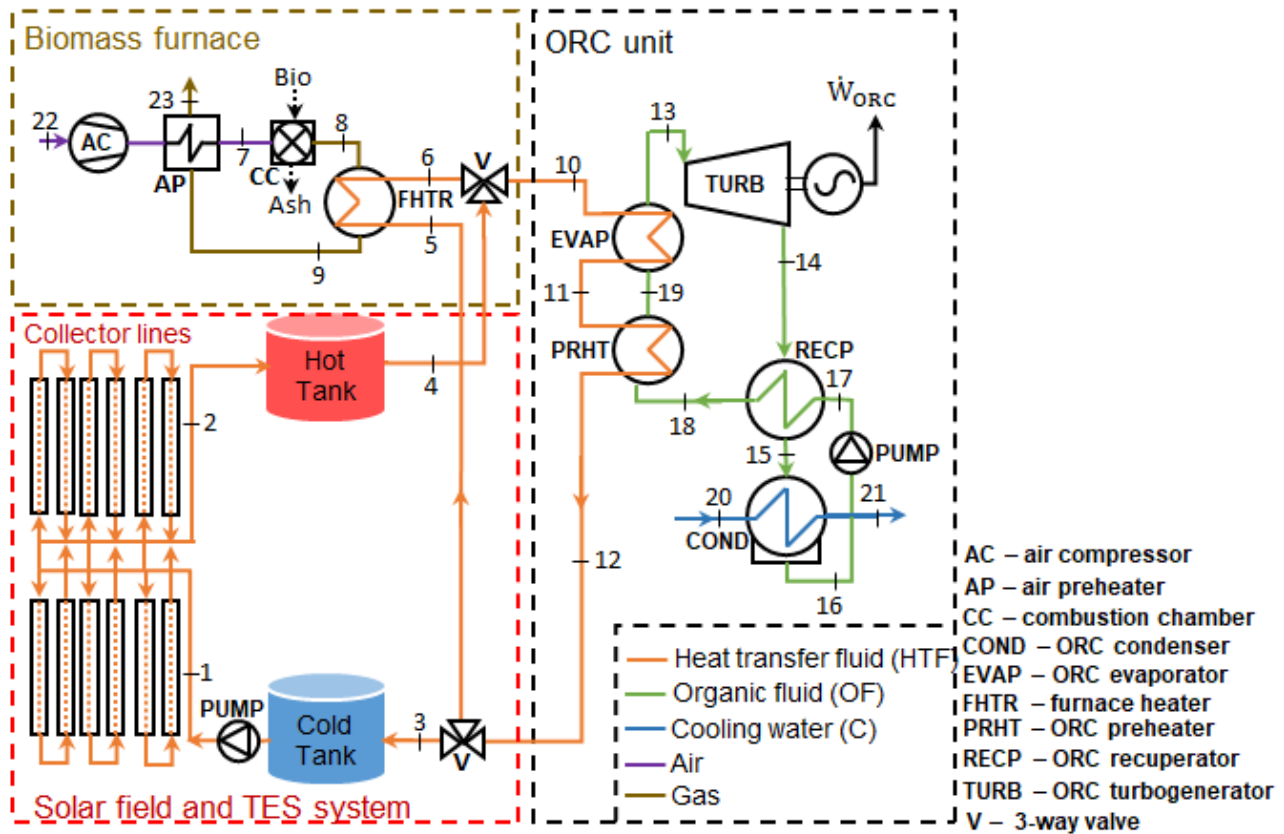 Biomass furnace
ORC unit
Bio
23
22
AC
AP
7
CC
Ash
8
9
FHTR
6
5
V
10
13
TURB
ẆORC
EVAP
14
11
19
PRHT
RECP
17
18
15
PUMP
20
21
COND
16
12
Collector lines
Hot
Tank
4
2
1
PUMP
Cold
Tank
3
V
Solar field and TES system
Heat transfer fluid (HTF)
Organic fluid (OF)
Cooling water (C)
Air
Gas
AC – air compressor
AP – air preheater
CC – combustion chamber
COND – ORC condenser
EVAP – ORC evaporator
FHTR – furnace heater
PRHT – ORC preheater
RECP – ORC recuperator
TURB – ORC turbogenerator
V – 3-way valve